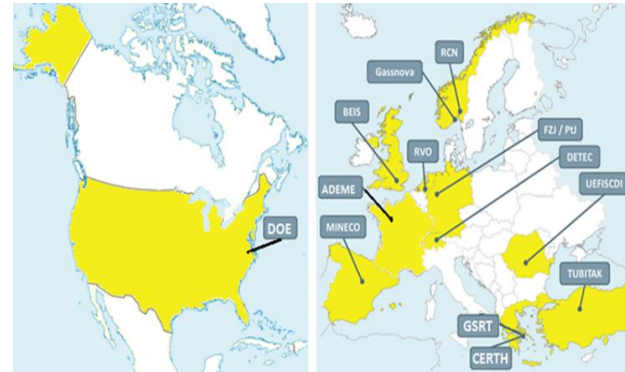 DOE
RCN
Gassnova
BEIS
FZJ / PtJ
RVO
DETEC
ADEME
UEFISCDI
MINECO
TUBITAK
GSRT
CERTH